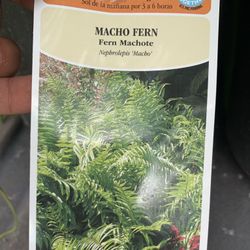 Sol de la mañana por 3 a 6 horas
MACHO FERN
Fern Machote
Nephrolepis 'Macho'